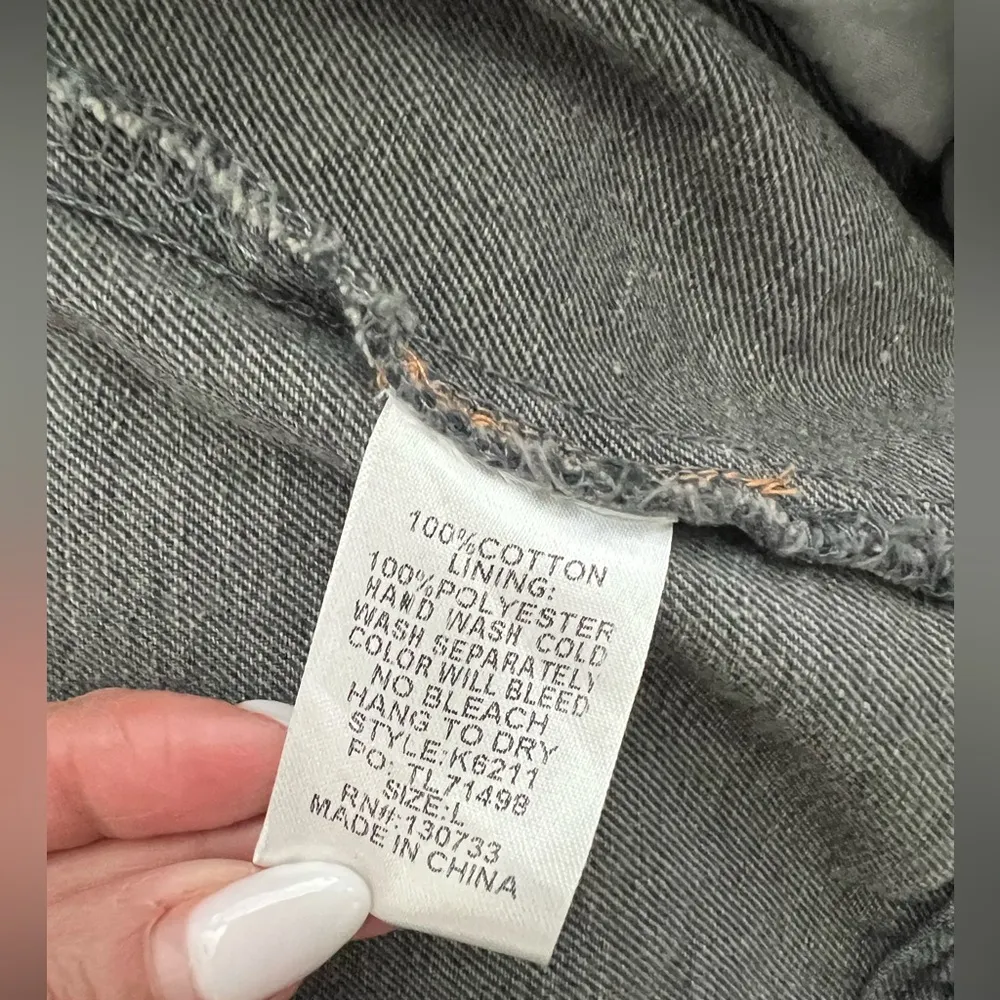 100%COTTON
LINING:
100%POLYESTER
HAND WASH COLD
WASH SEPARATELY
COLOR WILL BLEED
NO BLEACH
HANG TO DRY
STYLE:K6211
PO: TL71498
SIZE:L
RN#:130733
MADE IN CHINA